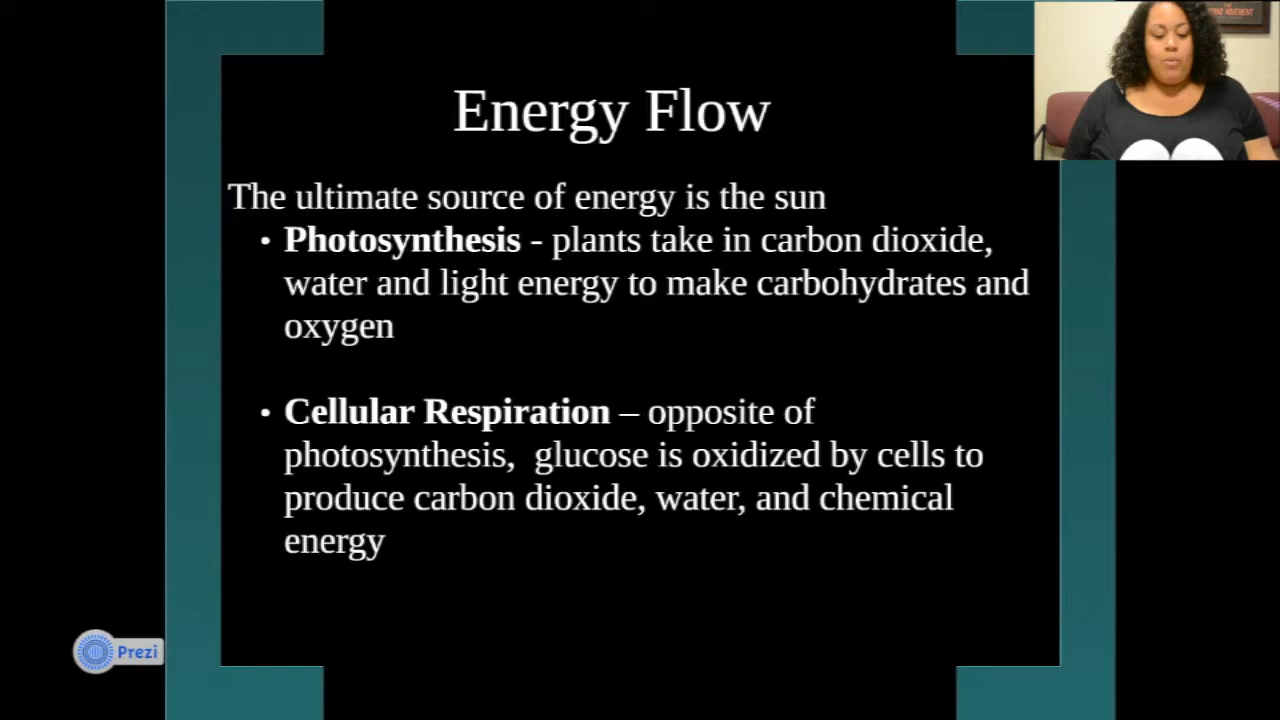 Energy Flow
The ultimate source of energy is the sun
• Photosynthesis - plants take in carbon dioxide,
water and light energy to make carbohydrates and
oxygen
• Cellular Respiration – opposite of
photosynthesis,  glucose is oxidized by cells to
produce carbon dioxide, water, and chemical
energy
Prezi